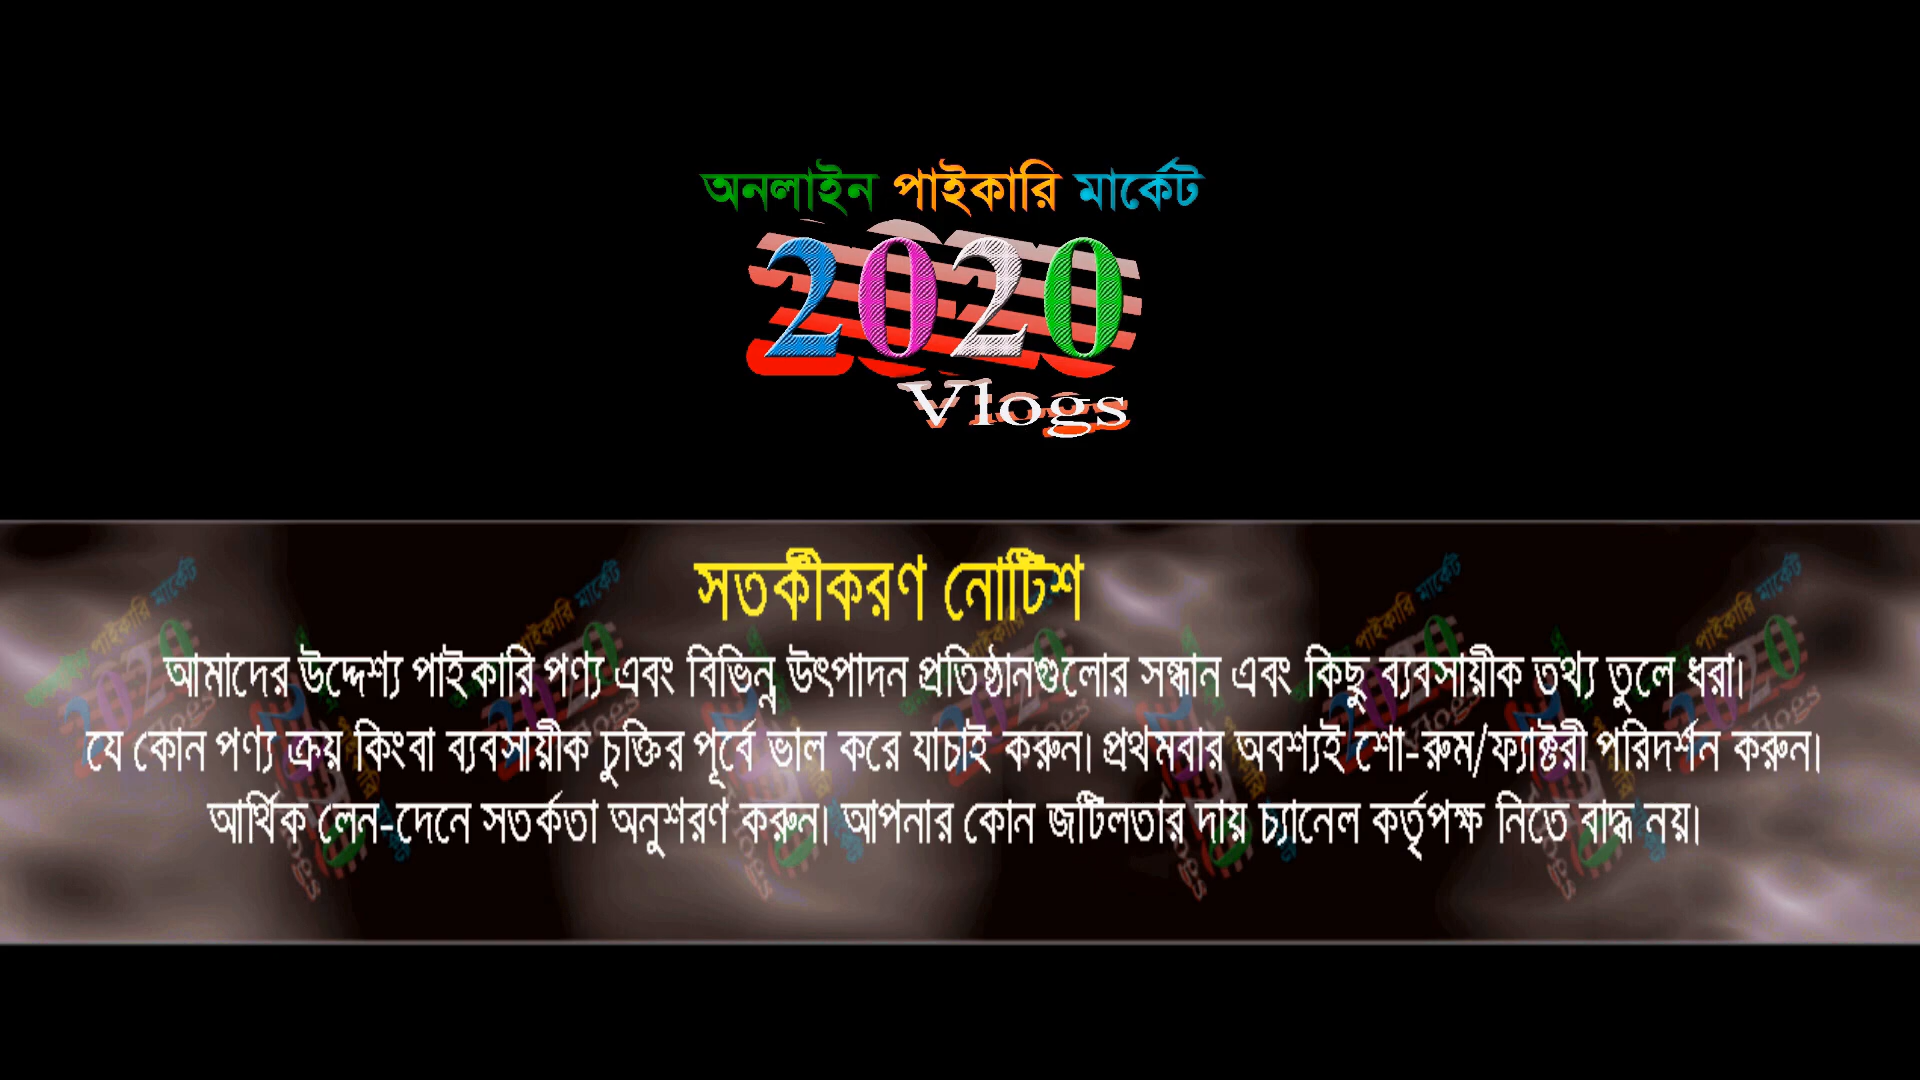 অনলাইন পাইকারি মার্কেট
2020
Vlogs
সতর্কীকরণ নোটিশ
আমাদের উদ্দেশ্য পাইকারি পণ্য এবং বিভিন্ন উৎপাদন প্রতিষ্ঠানগুলোর সন্ধান এবং কিছু ব্যবসায়ীক তথ্য তুলে ধরা।
যে কোন পণ্য ক্রয় কিংবা ব্যবসায়ীক চুক্তির পূর্বে ভাল করে যাচাই করুন। প্রথমবার অবশ্যই শো-রুম/ফ্যাক্টরী পরিদর্শন করুন।
আর্থিক লেন-দেনে সতর্কতা অনুশরণ করুন। আপনার কোন জটিলতার দায় চ্যানেল কর্তৃপক্ষ নিতে বাদ্ধ নয়।